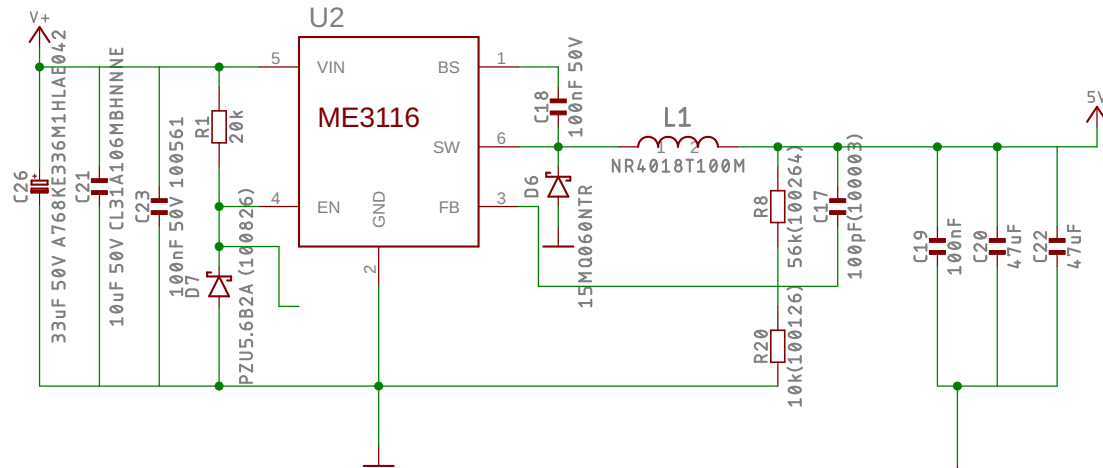 V+
U2
5
VIN
BS
1
ME3116
SW
6
4
EN
GND
FB
3
2
C26
33uF 50V A768KE336M1HLAE042
C21
10uF 50V CL31A106MBHNNNE
C23
100nF 50V 100561
R1
20k
D7
PZU5.6B2A (100826)
C18
100nF 50V
D6
15MQ060NTR
L1
1 2
NR4018T100M
R8
56k(100264)
C17
100pF(100003)
R20
10k(100126)
C19
100nF
C20
47uF
C22
47uF
5V